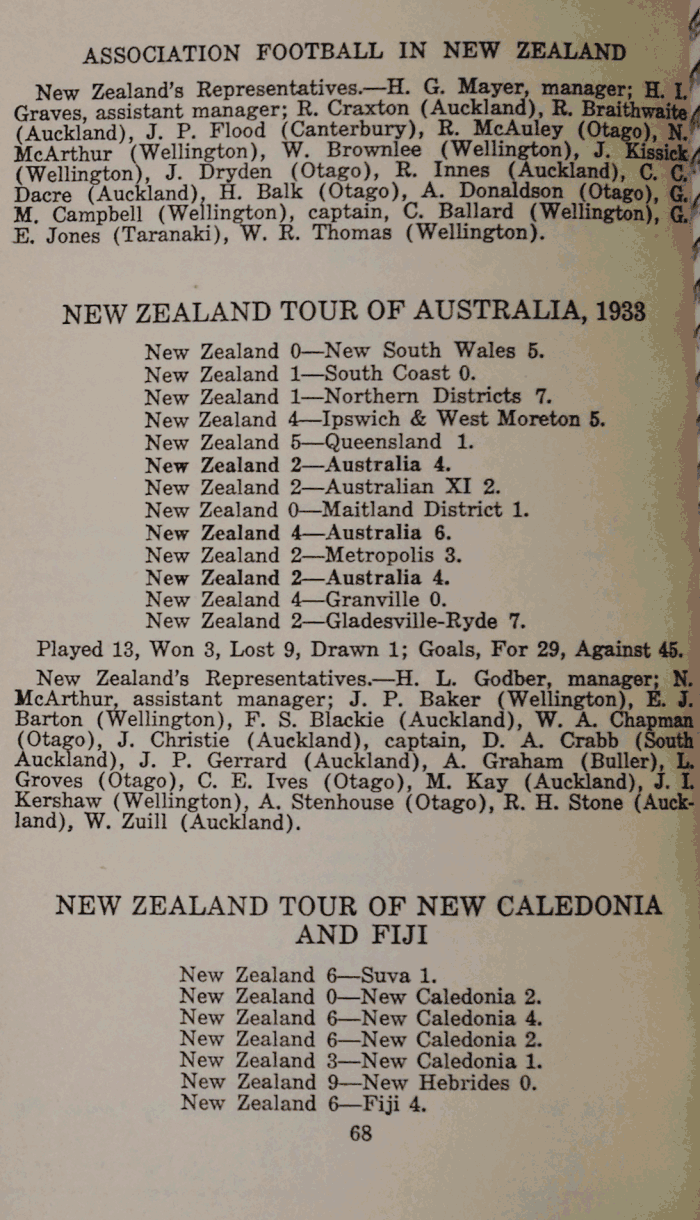 ASSOCIATION FOOTBALL IN NEW ZEALAND
New Zealand's Representatives.—H. G. Mayer, manager; H. I.
Graves, assistant manager; R. Craxton (Auckland), R. Braithwaite
(Auckland), J. P. Flood (Canterbury), R. McAuley (Otago), N.
McArthur (Wellington), W. Brownlee (Wellington), J. Kissick
(Wellington), J. Dryden (Otago), R. Innes (Auckland), C. C.
Dacre (Auckland), H. Balk (Otago), A. Donaldson (Otago), G.
M. Campbell (Wellington), captain, C. Ballard (Wellington), G.
E. Jones (Taranaki), W. R. Thomas (Wellington).
NEW ZEALAND TOUR OF AUSTRALIA, 1933
New Zealand 0—New South Wales 5.
New Zealand 1—South Coast 0.
New Zealand 1—Northern Districts 7.
New Zealand 4—Ipswich & West Moreton 5.
New Zealand 5—Queensland 1.
New Zealand 2—Australia 4.
New Zealand 2—Australian XI 2.
New Zealand 0—Maitland District 1.
New Zealand 4—Australia 6.
New Zealand 2—Metropolis 3.
New Zealand 2—Australia 4.
New Zealand 4—Granville 0.
New Zealand 2—Gladesville-Ryde 7.
Played 13, Won 3, Lost 9, Drawn 1; Goals, For 29, Against 45.
New Zealand's Representatives.—H. L. Godber, manager; N.
McArthur, assistant manager; J. P. Baker (Wellington), E. J.
Barton (Wellington), F. S. Blackie (Auckland), W. A. Chapman
(Otago), J. Christie (Auckland), captain, D. A. Crabb (South
Auckland), J. P. Gerrard (Auckland), A. Graham (Buller), L.
Groves (Otago), C. E. Ives (Otago), M. Kay (Auckland), J. I.
Kershaw (Wellington), A. Stenhouse (Otago), R. H. Stone (Auck-
land), W. Zuill (Auckland).
NEW ZEALAND TOUR OF NEW CALEDONIA
AND FIJI
New Zealand 6—Suva 1.
New Zealand 0—New Caledonia 2.
New Zealand 6—New Caledonia 4.
New Zealand 6—New Caledonia 2.
New Zealand 3—New Caledonia 1.
New Zealand 9—New Hebrides 0.
New Zealand 6—Fiji 4.
68